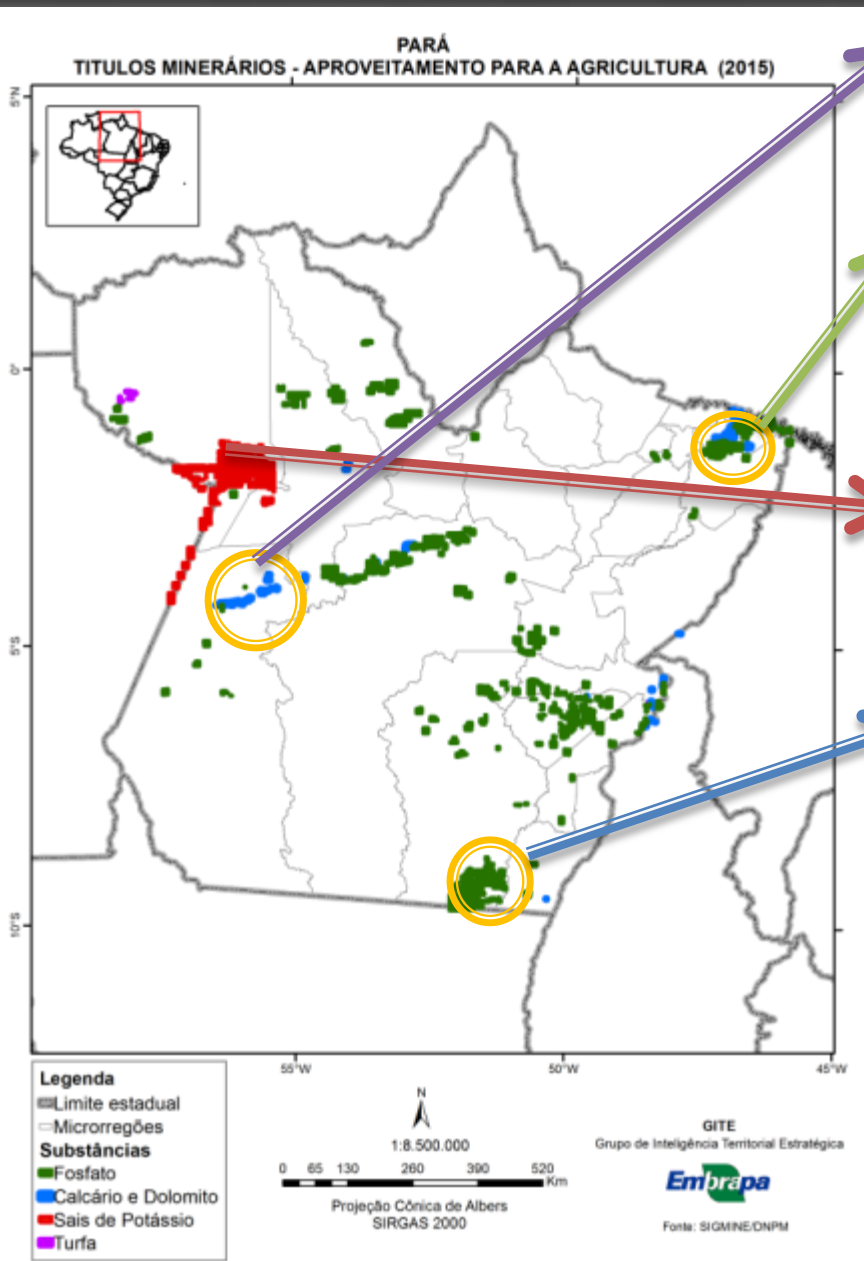 PARÁ
TITULOS MINERÁRIOS - APROVEITAMENTO PARA A AGRICULTURA (2015)
5°N
0°
5°S
10°S
55°W
50°W
45°W
Legenda
Limite estadual
Microrregões
Substâncias
Fosfato
Calcário e Dolomito
Sais de Potássio
Turfa
N
1:8.500.000
0 65 130 260 390 520
Km
Projeção Cônica de Albers
SIRGAS 2000
GITE
Grupo de Inteligência Territorial Estratégica
Embrapa
Fonte: SIGMINE/DNPM